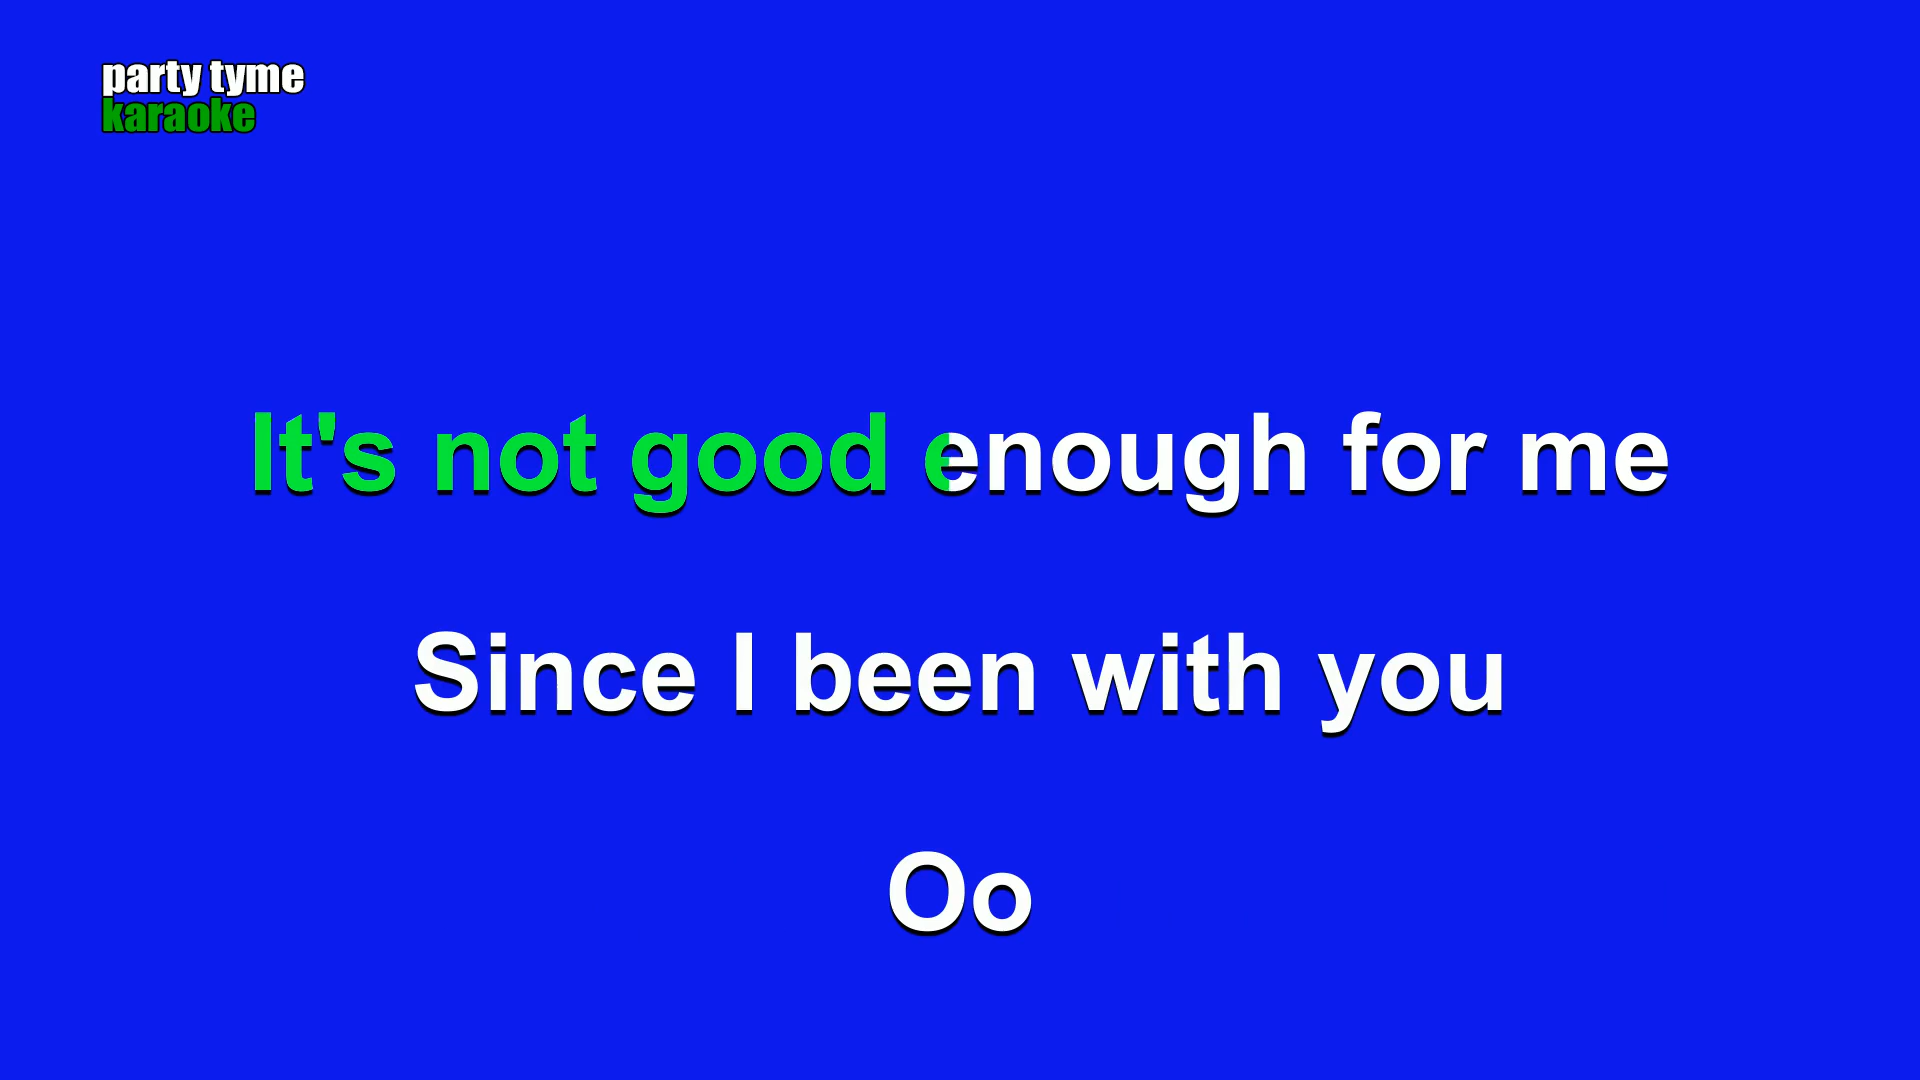 party tyme
karaoke
It's not good enough for me
Since I been with you
Oo